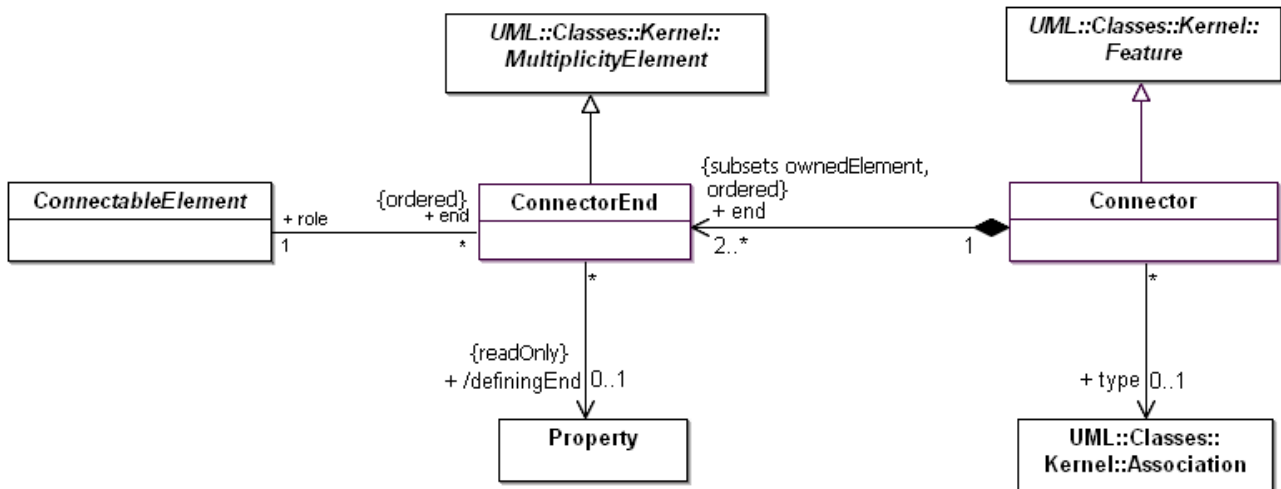 UML::Classes::Kernel::
MultiplicityElement
UML::Classes::Kernel::
Feature
ConnectableElement
+ role
1
{ordered}
+ end
*
ConnectorEnd
{subsets ownedElement,
ordered}
+ end
2..*
1
Connector
*
{readOnly}
+ /definingEnd
0..1
Property
*
+ type
0..1
UML::Classes::
Kernel::Association